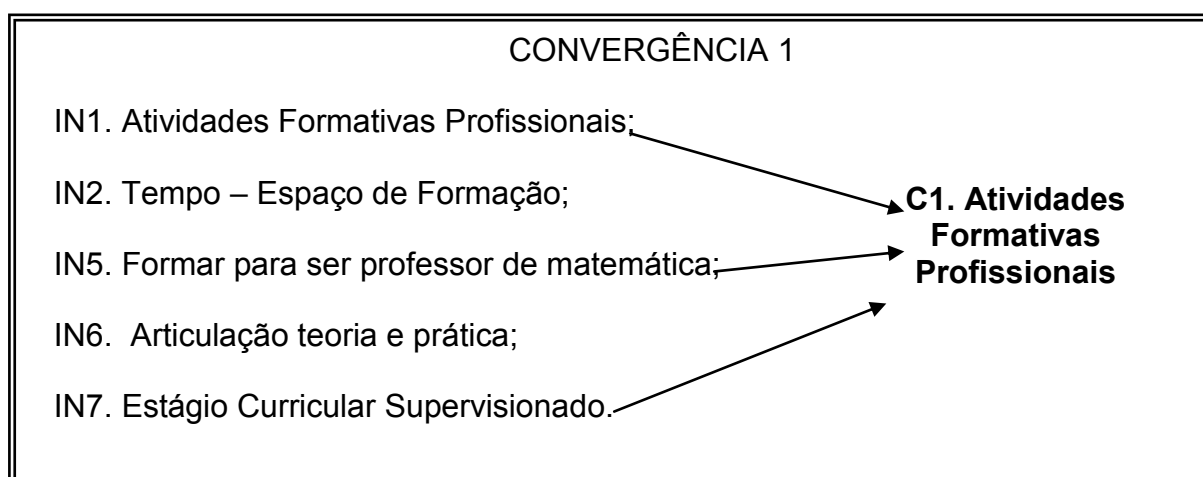 CONVERGÊNCIA 1
IN1. Atividades Formativas Profissionais;
IN2. Tempo – Espaço de Formação;
IN5. Formar para ser professor de matemática;
IN6. Articulação teoria e prática;
IN7. Estágio Curricular Supervisionado.
C1. Atividades
Formativas
Profissionais